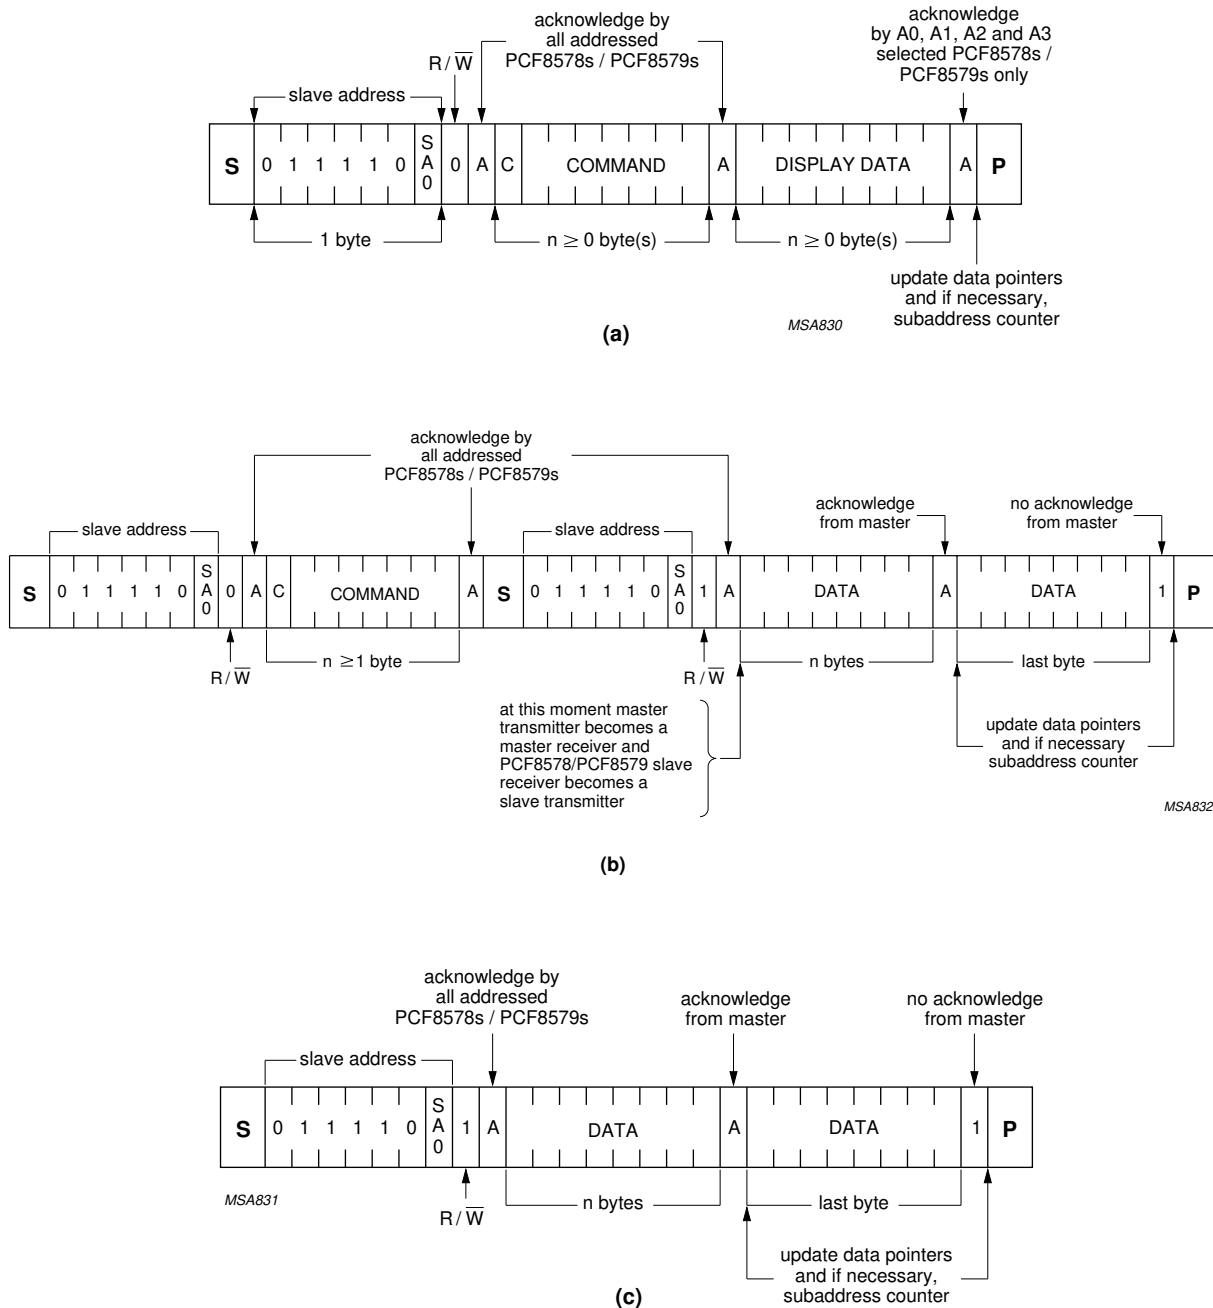 acknowledge by
all addressed
PCF8578s / PCF8579s
acknowledge
by A0, A1, A2 and A3
selected PCF8578s /
PCF8579s only
R / W
slave address
S 0 1 1 1 1 0 SA0 0 A C COMMAND A DISPLAY DATA A P
1 byte
n ≥ 0 byte(s)
n ≥ 0 byte(s)
update data pointers
and if necessary,
subaddress counter
MSA830
(a)
acknowledge by
all addressed
PCF8578s / PCF8579s
acknowledge
from master
no acknowledge
from master
slave address
slave address
S 0 1 1 1 1 0 SA0 0 A C COMMAND A S 0 1 1 1 1 0 SA0 1 A DATA A DATA 1 P
R / W
n ≥ 1 byte
R / W
n bytes
last byte
at this moment master
transmitter becomes a
master receiver and
PCF8578/PCF8579 slave
receiver becomes a
slave transmitter
update data pointers
and if necessary
subaddress counter
MSA832
(b)
acknowledge by
all addressed
PCF8578s / PCF8579s
acknowledge
from master
no acknowledge
from master
slave address
S 0 1 1 1 1 0 SA0 1 A DATA A DATA 1 P
MSA831
R / W
n bytes
last byte
update data pointers
and if necessary,
subaddress counter
(c)